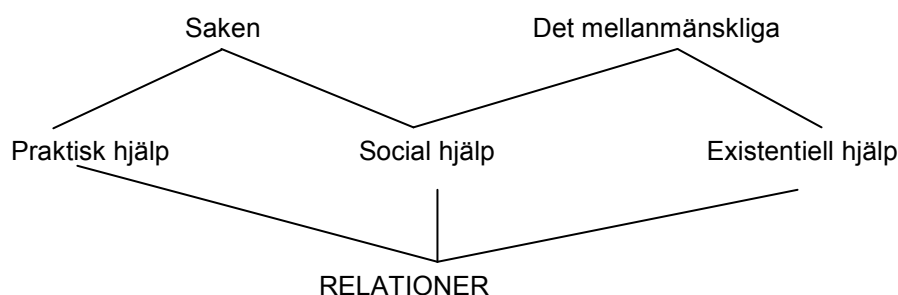 Saken Det mellanmänskliga
Praktisk hjälp Social hjälp Existentiell hjälp
RELATIONER